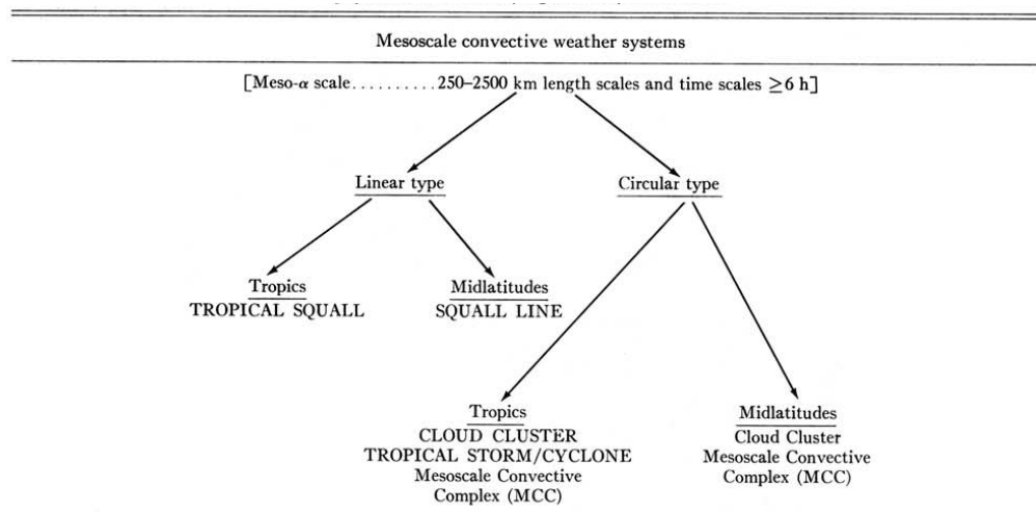 Mesoscale convective weather systems
[Meso-α scale..........250–2500 km length scales and time scales ≥6 h]
Linear type
Circular type
Tropics
TROPICAL SQUALL
Midlatitudes
SQUALL LINE
Tropics
CLOUD CLUSTER
TROPICAL STORM/CYCLONE
Mesoscale Convective
Complex (MCC)
Midlatitudes
Cloud Cluster
Mesoscale Convective
Complex (MCC)